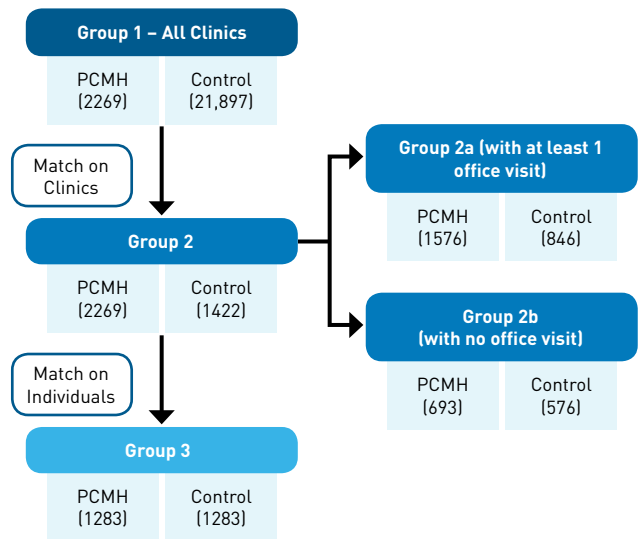 Group 1 – All Clinics
PCMH
(2269)
Control
(21,897)
Match on
Clinics
Group 2
PCMH
(2269)
Control
(1422)
Group 2a (with at least 1
office visit)
PCMH
(1576)
Control
(846)
Group 2b
(with no office visit)
PCMH
(693)
Control
(576)
Match on
Individuals
Group 3
PCMH
(1283)
Control
(1283)